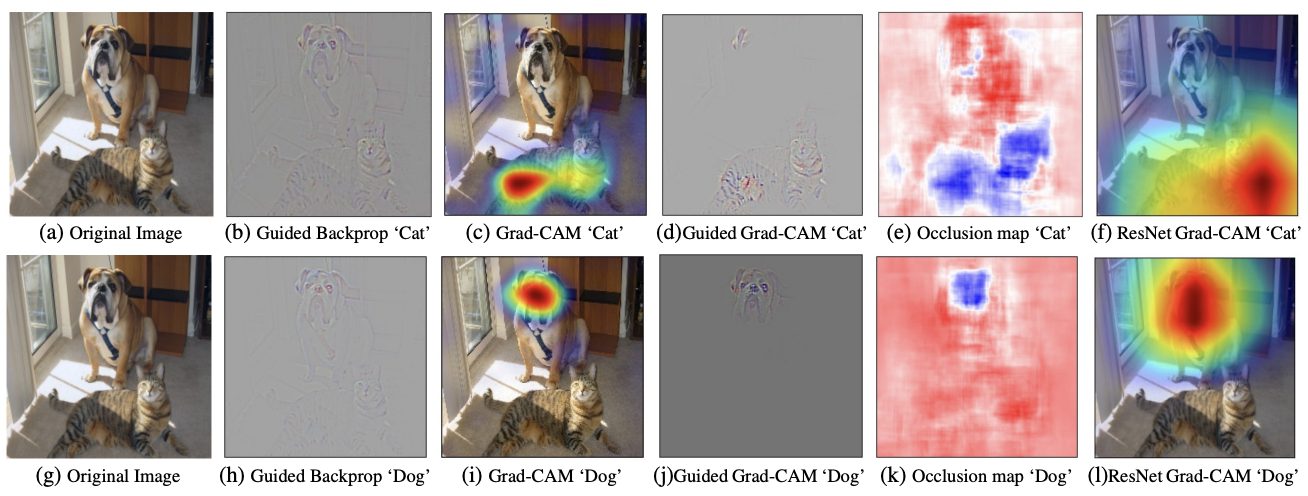 (a) Original Image (b) Guided Backprop ‘Cat’ (c) Grad-CAM ‘Cat’ (d)Guided Grad-CAM ‘Cat’ (e) Occlusion map ‘Cat’ (f) ResNet Grad-CAM ‘Cat’
(g) Original Image (h) Guided Backprop ‘Dog’ (i) Grad-CAM ‘Dog’ (j)Guided Grad-CAM ‘Dog’ (k) Occlusion map ‘Dog’ (l)ResNet Grad-CAM ‘Dog’